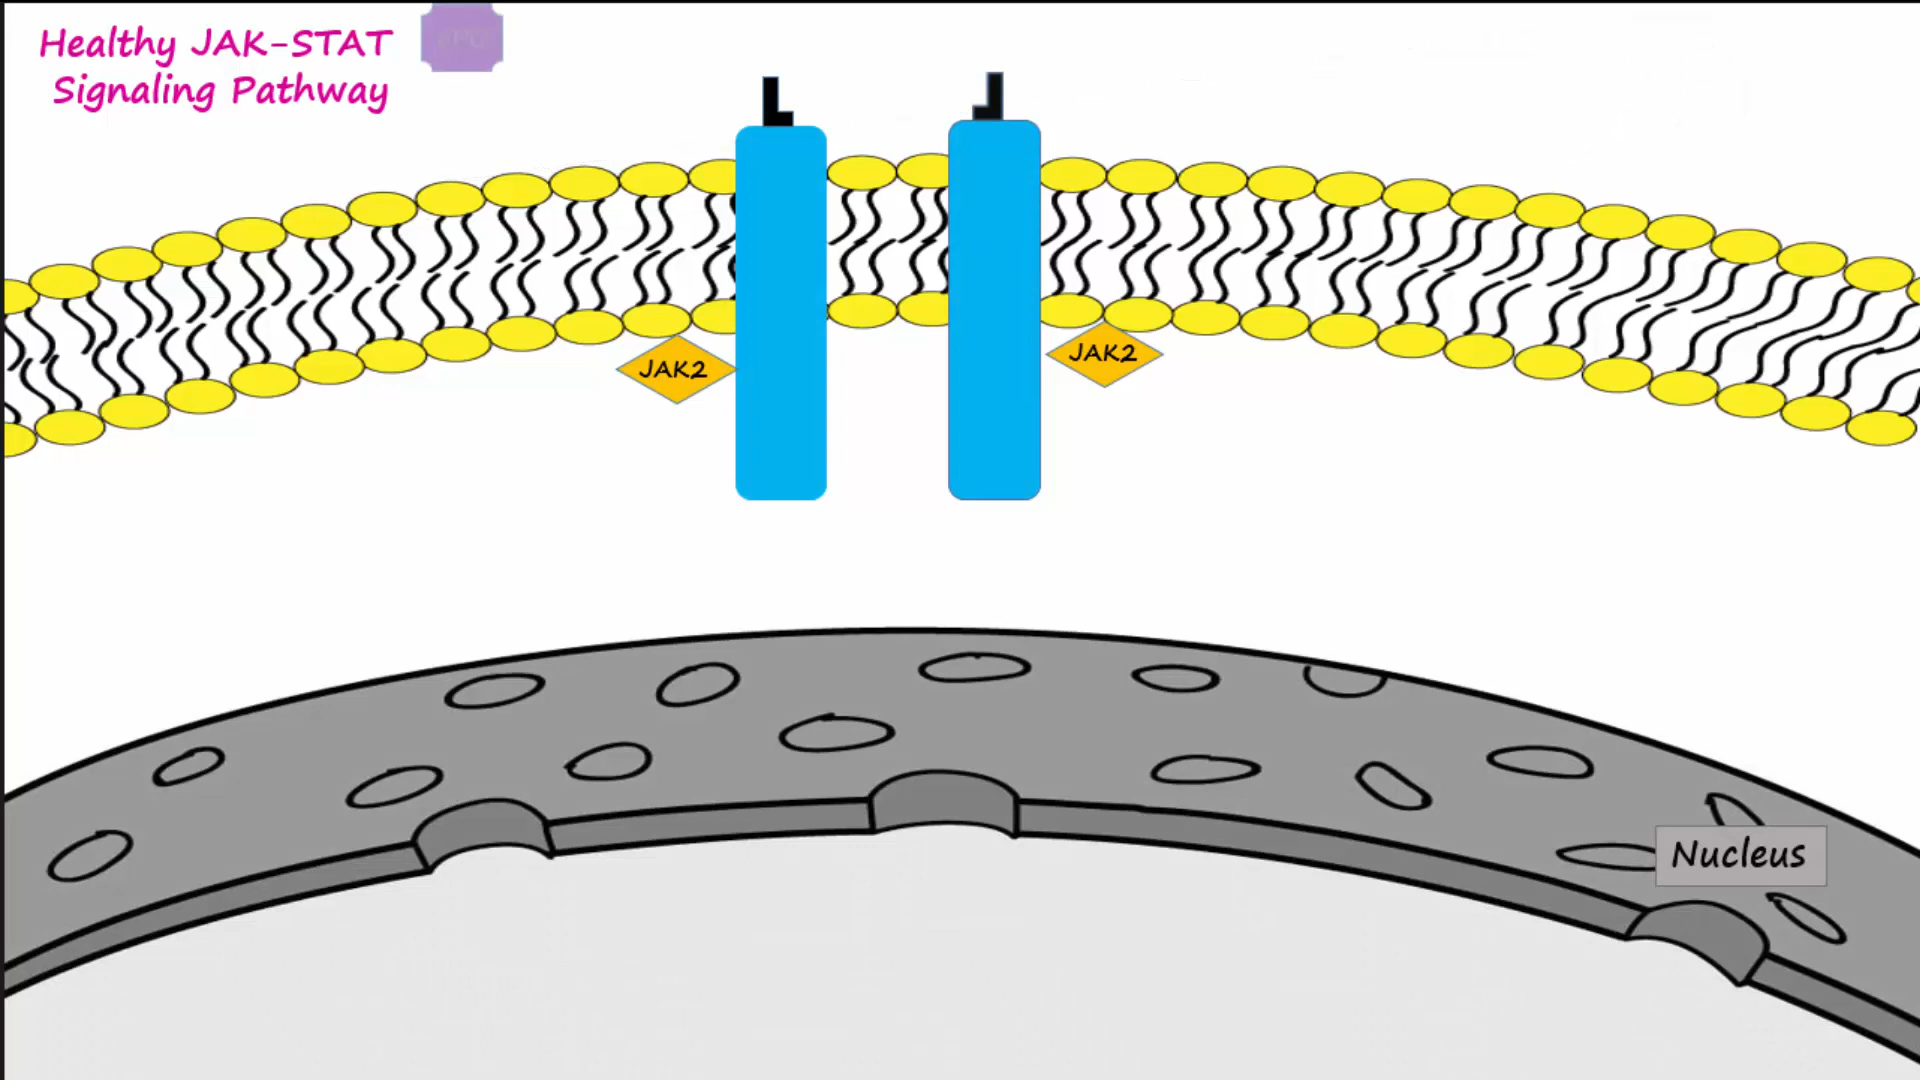 Healthy JAK-STAT
Signaling Pathway
JAK2
JAK2
Nucleus